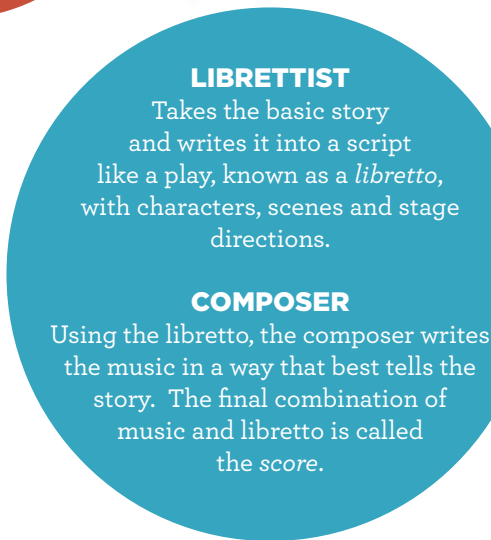 LIBRETTIST
Takes the basic story
and writes it into a script
like a play, known as a libretto,
with characters, scenes and stage
directions.
COMPOSER
Using the libretto, the composer writes
the music in a way that best tells the
story. The final combination of
music and libretto is called
the score.